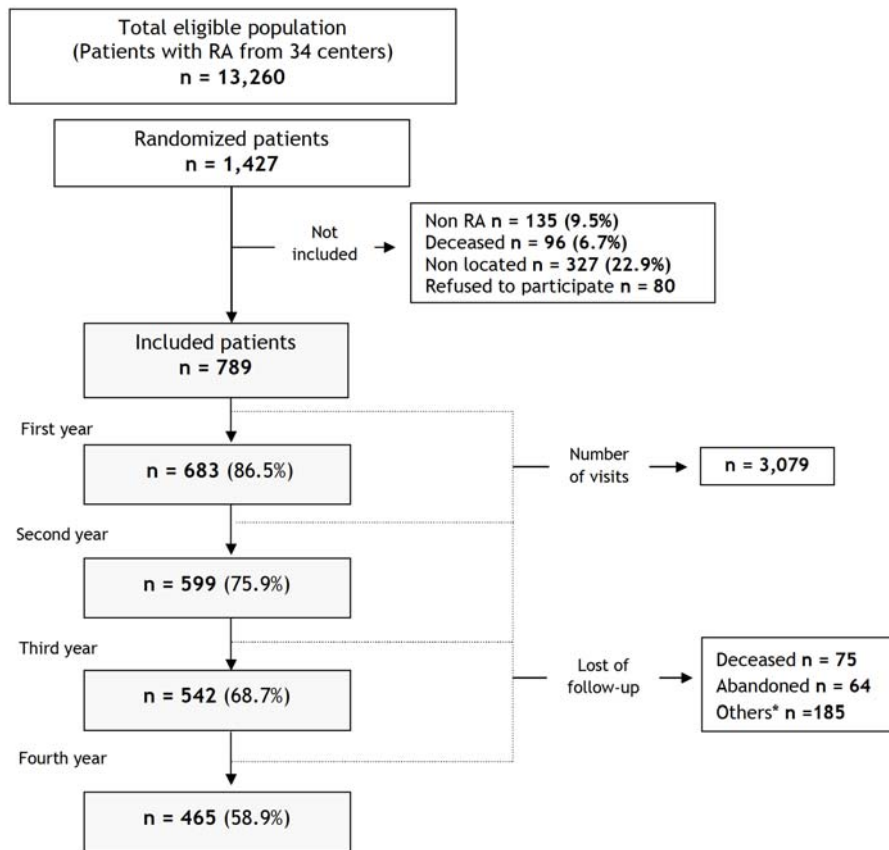 Total eligible population
(Patients with RA from 34 centers)
n = 13,260
Randomized patients
n = 1,427
Not
included
Non RA n = 135 (9.5%)
Deceased n = 96 (6.7%)
Non located n = 327 (22.9%)
Refused to participate n = 80
Included patients
n = 789
First year
n = 683 (86.5%)
Number
of visits
n = 3,079
Second year
n = 599 (75.9%)
Third year
n = 542 (68.7%)
Lost of
follow-up
Deceased n = 75
Abandoned n = 64
Others* n =185
Fourth year
n = 465 (58.9%)